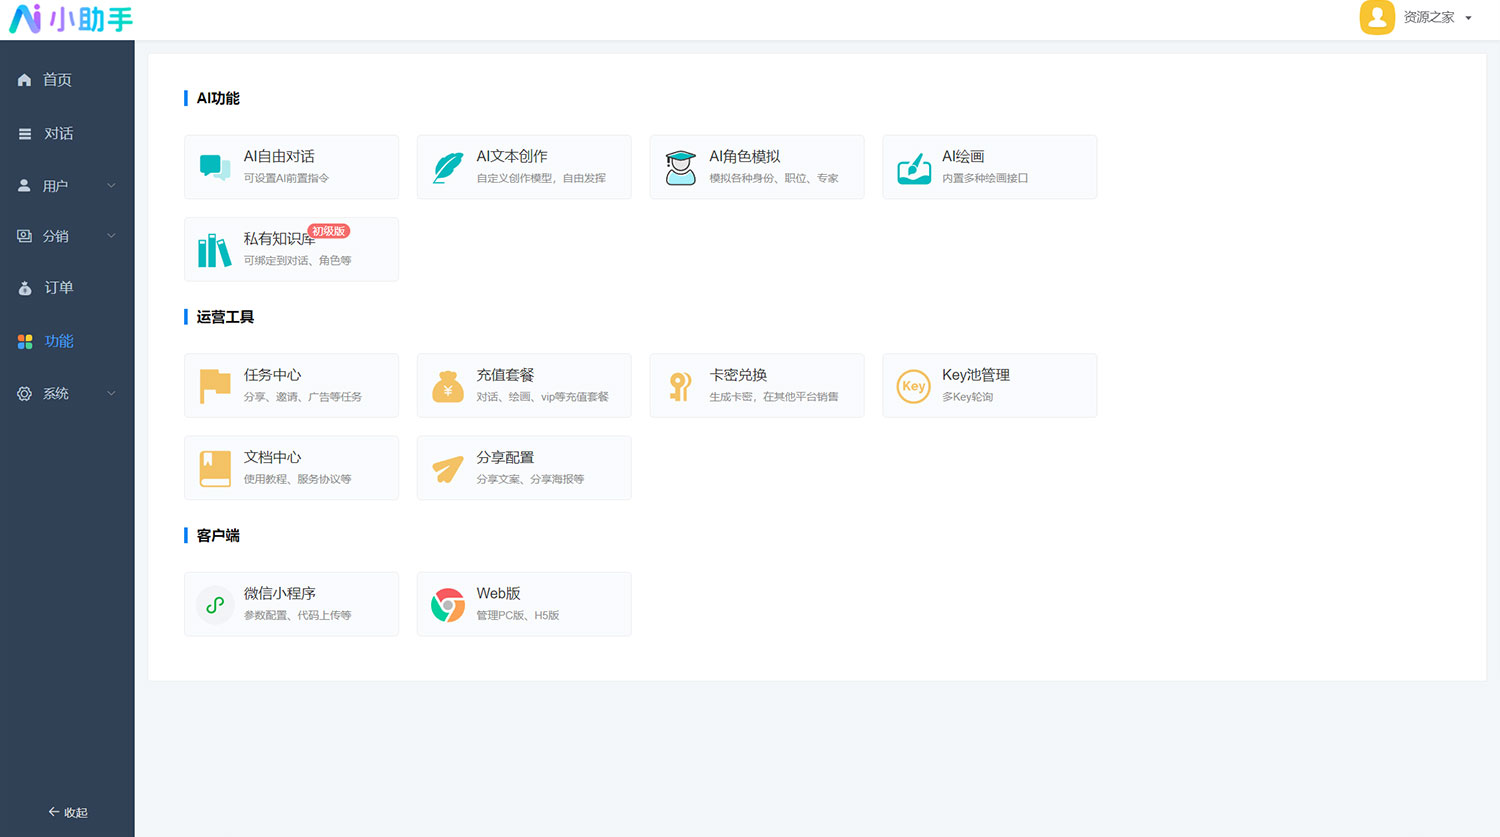 Ai 小助手
资源之家
首页
对话
用户
分销
订单
功能
系统
收起
AI功能
AI自由对话
可设置AI前置指令
AI文本创作
自定义创作模型，自由发挥
AI角色模拟
模拟各种身份、职位、专家
AI绘画
内置多种绘画接口
私有知识库
初级版
可绑定到对话、角色等
运营工具
任务中心
分享、邀请、广告等任务
充值套餐
对话、绘画、vip等充值套餐
卡密兑换
生成卡密，在其他平台销售
Key
Key池管理
多Key轮询
文档中心
使用教程、服务协议等
分享配置
分享文案、分享海报等
客户端
微信小程序
参数配置、代码上传等
Web版
管理PC版、H5版